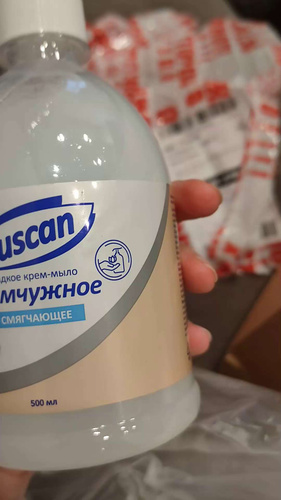 uscan
дкое крем-мыло
мчужное
СМЯГЧАЮЩЕЕ
500 мл